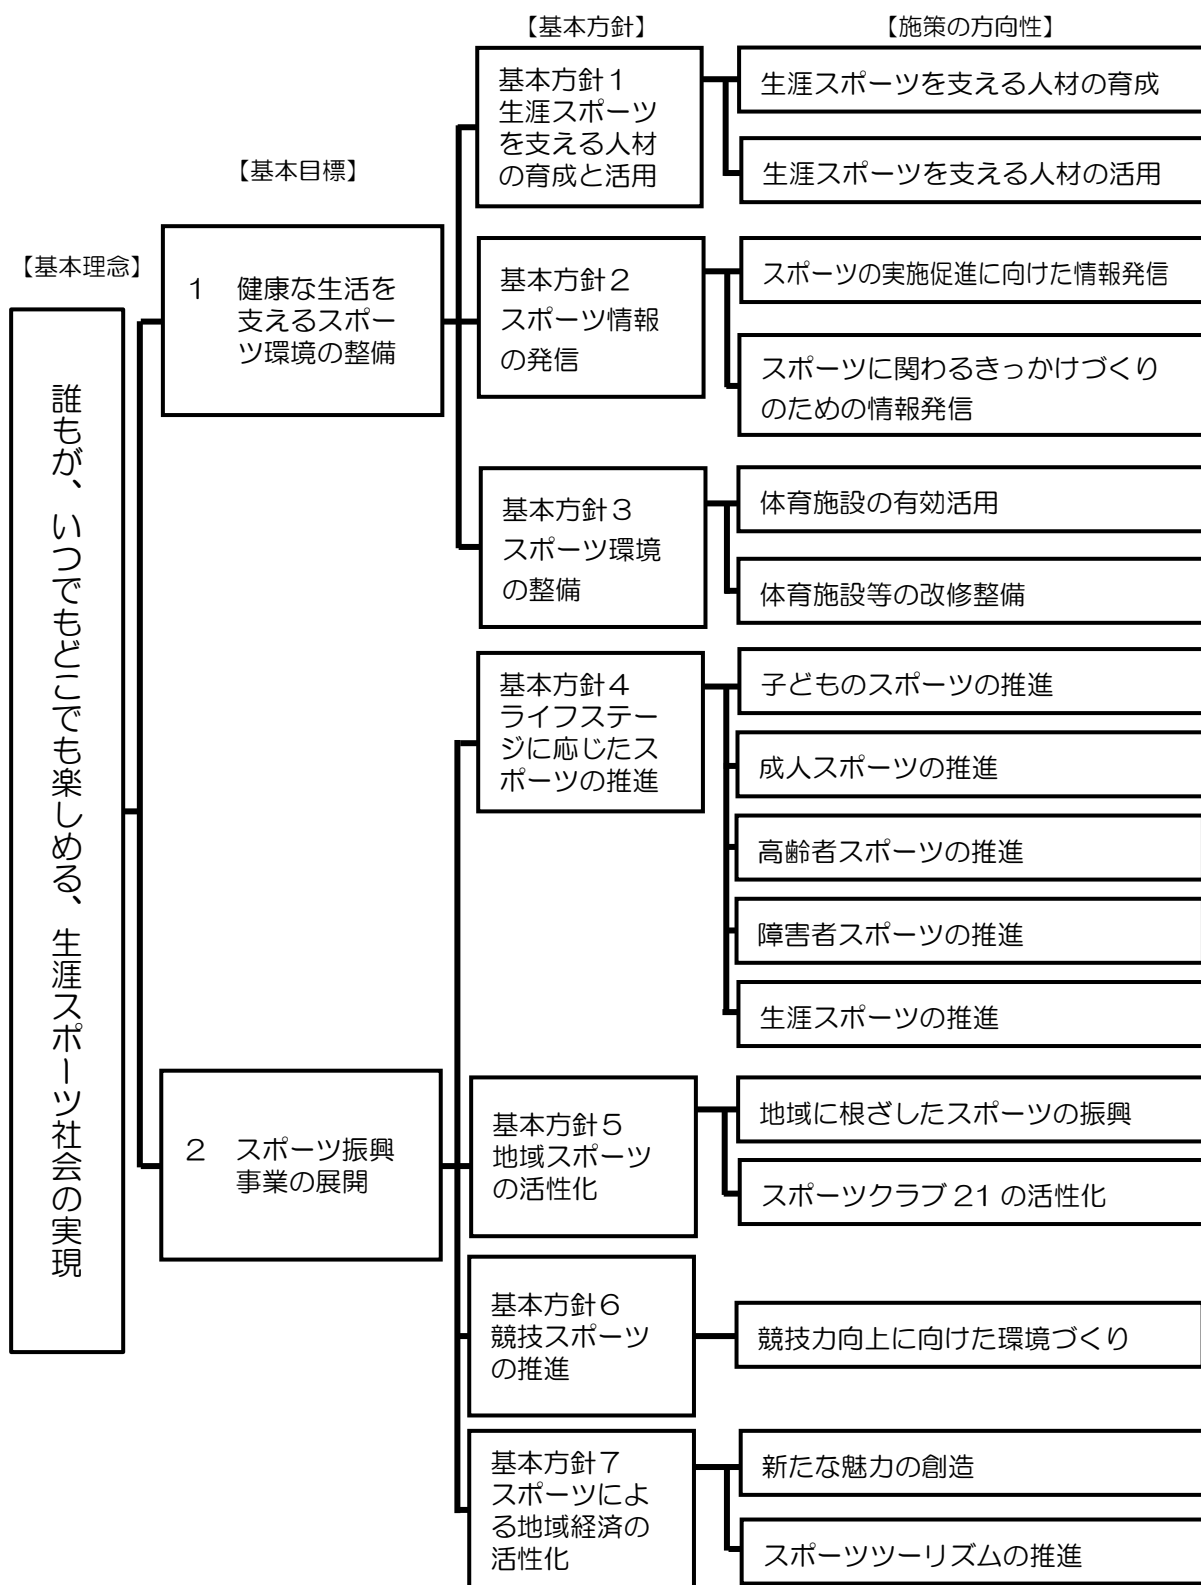 【基本方針】
【施策の方向性】
【基本目標】
【基本理念】
誰もが、いつでもどこでも楽しめる、生涯スポーツ社会の実現
1 健康な生活を
支えるスポー
ツ環境の整備
基本方針1
生涯スポーツ
を支える人材
の育成と活用
生涯スポーツを支える人材の育成
生涯スポーツを支える人材の活用
基本方針2
スポーツ情報
の発信
スポーツの実施促進に向けた情報発信
スポーツに関わるきっかけづくり
のための情報発信
基本方針3
スポーツ環境
の整備
体育施設の有効活用
体育施設等の改修整備
2 スポーツ振興
事業の展開
基本方針4
ライフステー
ジに応じたス
ポーツの推進
子どものスポーツの推進
成人スポーツの推進
高齢者スポーツの推進
障害者スポーツの推進
生涯スポーツの推進
基本方針5
地域スポーツ
の活性化
地域に根ざしたスポーツの振興
スポーツクラブ 21 の活性化
基本方針6
競技スポーツ
の推進
競技力向上に向けた環境づくり
基本方針7
スポーツによ
る地域経済の
活性化
新たな魅力の創造
スポーツツーリズムの推進